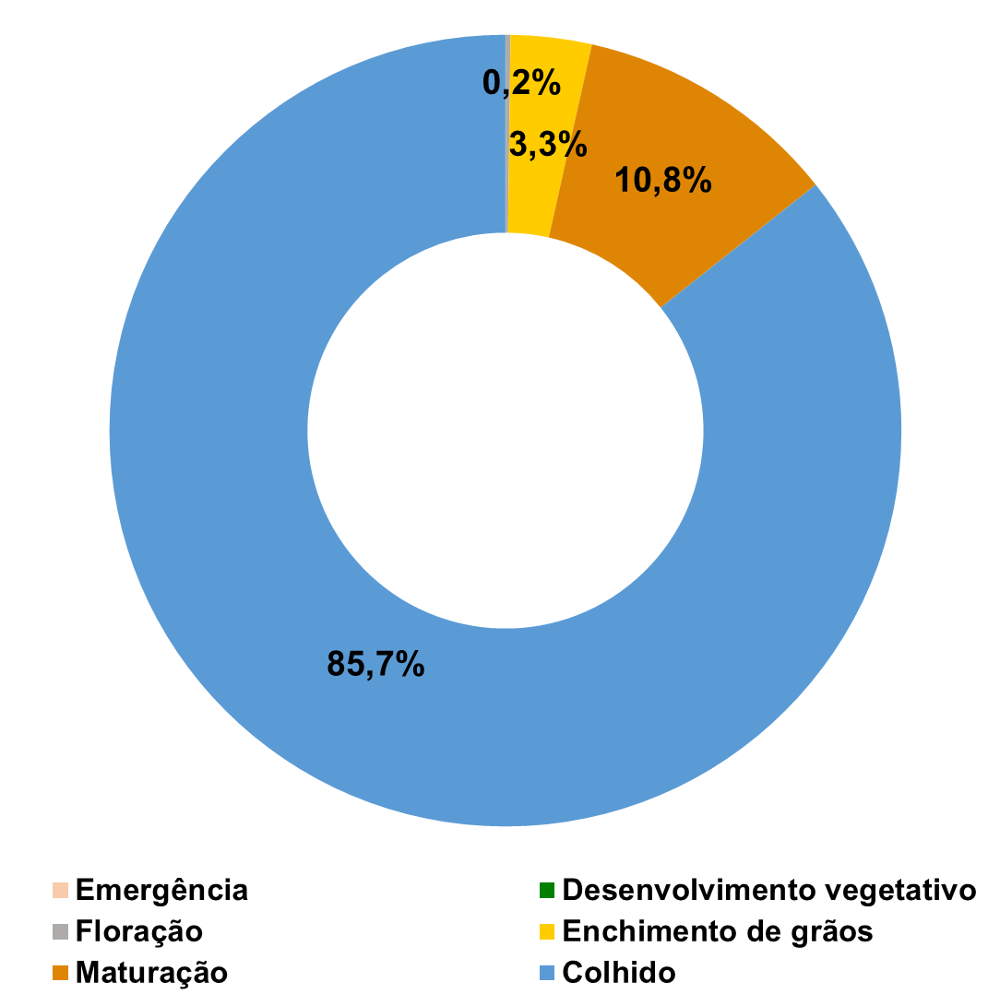 0,2%
3,3%
10,8%
85,7%
Emergência
Desenvolvimento vegetativo
Floração
Enchimento de grãos
Maturação
Colhido